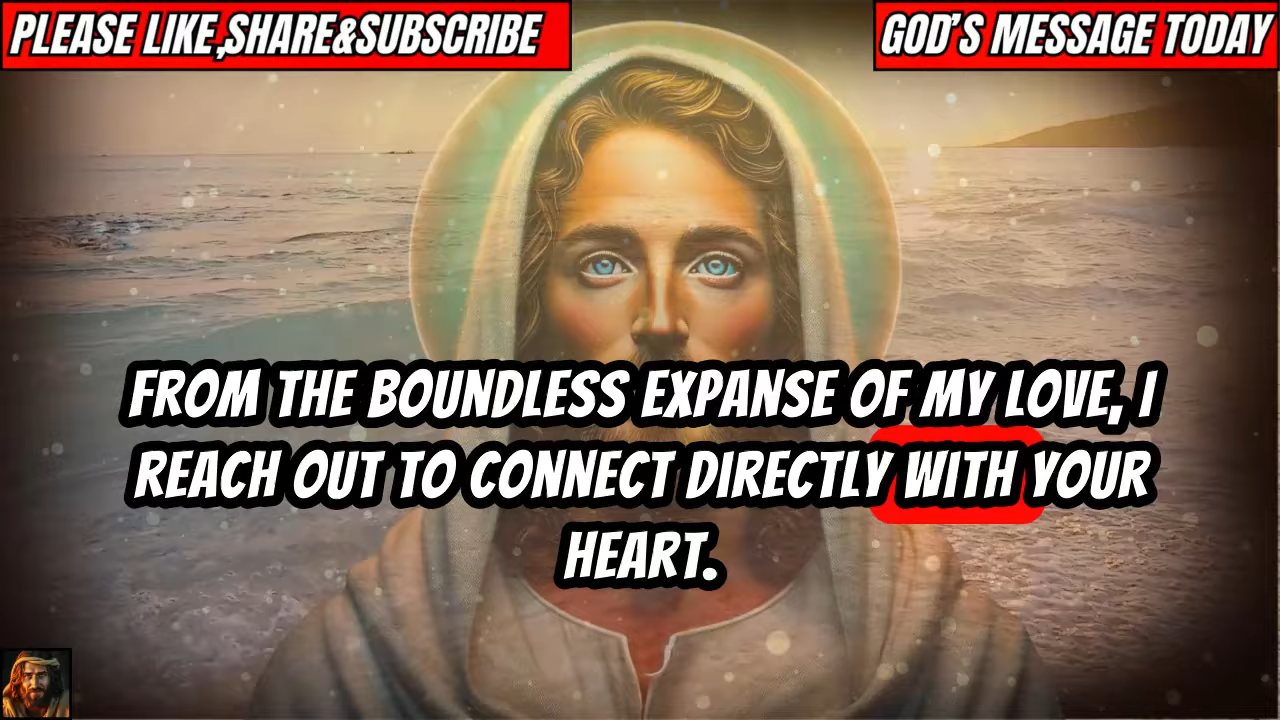 PLEASE LIKE,SHARE&SUBSCRIBE
GOD'S MESSAGE TODAY
FROM THE BOUNDLESS EXPANSE OF MY LOVE, I
REACH OUT TO CONNECT DIRECTLY WITH YOUR
HEART.